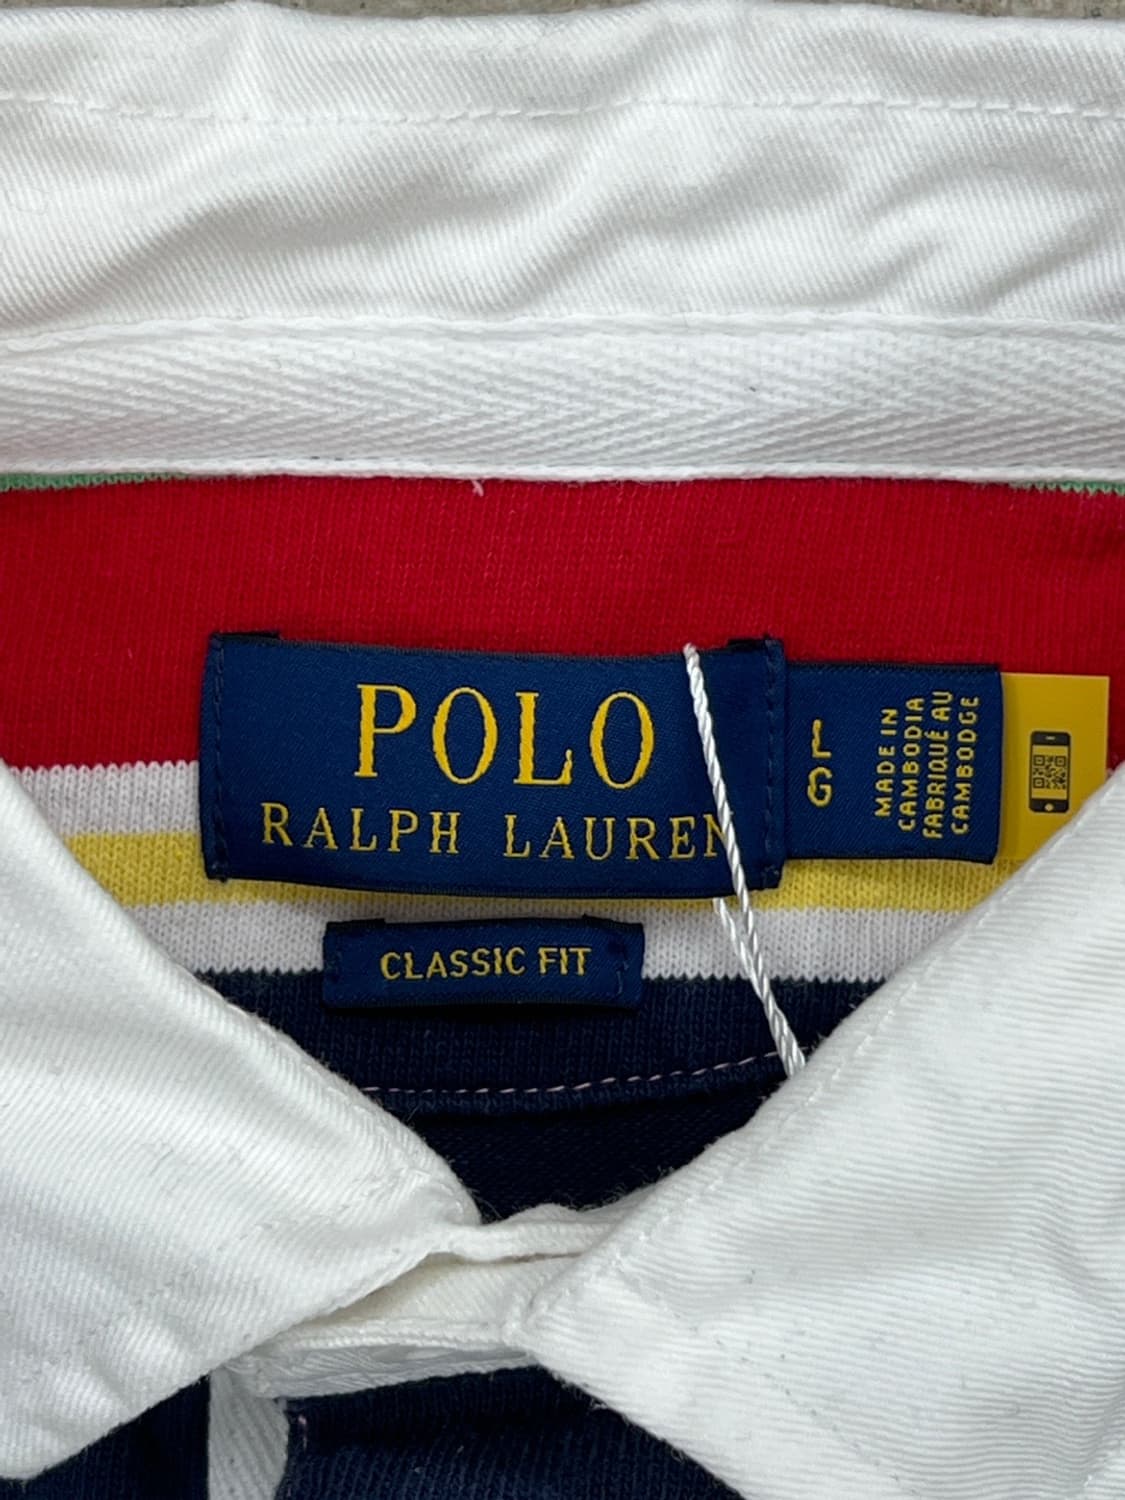 POLO
RALPH LAUREN
L
G
MADE IN
CAMBODIA
FABRIQUÉ AU
CAMBODGE
CLASSIC FIT